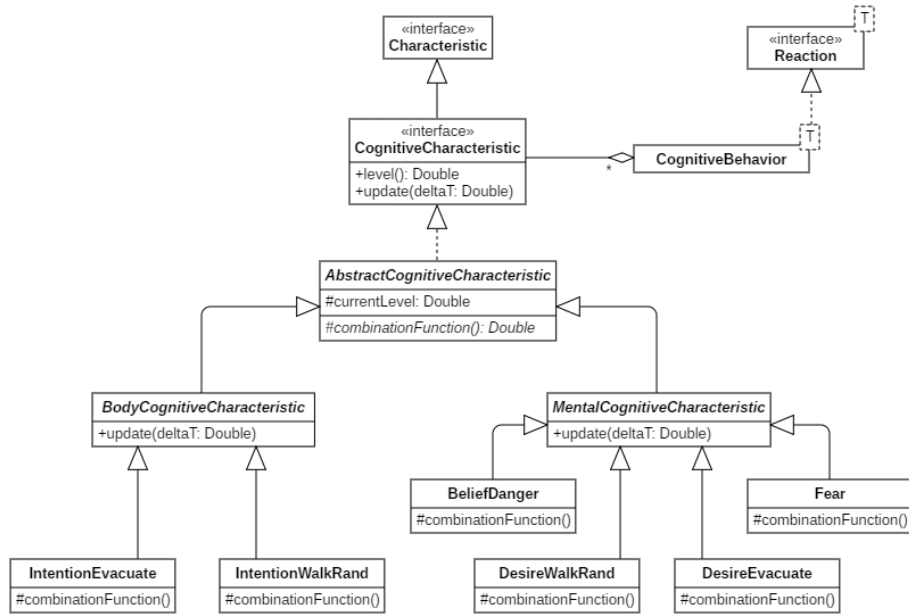 «interface»
Characteristic
T
«interface»
Reaction
«interface»
CognitiveCharacteristic
+level(): Double
+update(deltaT: Double)
*
T
CognitiveBehavior
AbstractCognitiveCharacteristic
#currentLevel: Double
#combinationFunction(): Double
BodyCognitiveCharacteristic
+update(deltaT: Double)
MentalCognitiveCharacteristic
+update(deltaT: Double)
BeliefDanger
#combinationFunction()
Fear
#combinationFunction()
IntentionEvacuate
#combinationFunction()
IntentionWalkRand
#combinationFunction()
DesireWalkRand
#combinationFunction()
DesireEvacuate
#combinationFunction()